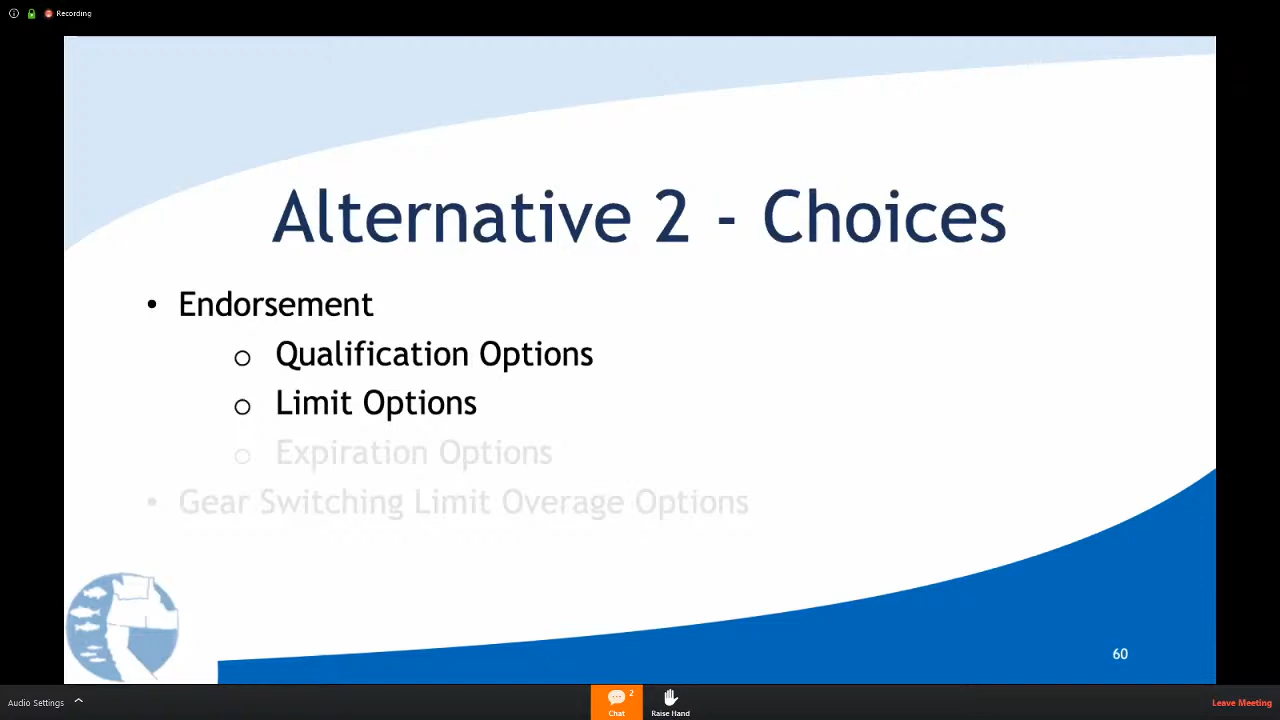 Recording
Alternative 2 - Choices
• Endorsement
o Qualification Options
o Limit Options
o Expiration Options
• Gear Switching Limit Overage Options
60
Audio Settings
2
Chat
Raise Hand
Leave Meeting